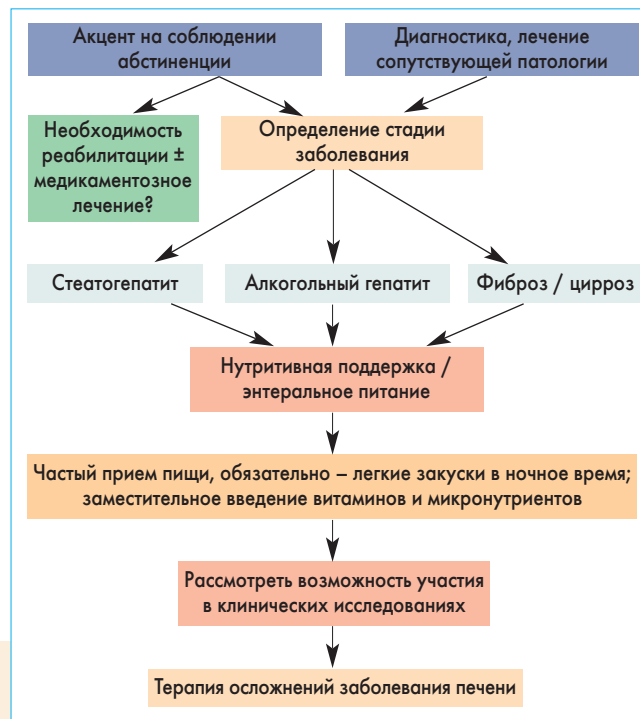 Акцент на соблюдении
абстиненции
Диагностика, лечение
сопутствующей патологии
Необходимость
реабилитации ±
медикаментозное
лечение?
Определение стадии
заболевания
Стеатогепатит
Алкогольный гепатит
Фиброз / цирроз
Нутритивная поддержка /
энтеральное питание
Частый прием пищи, обязательно – легкие закуски в ночное время;
заместительное введение витаминов и микронутриентов
Рассмотреть возможность участия
в клинических исследованиях
Терапия осложнений заболевания печени